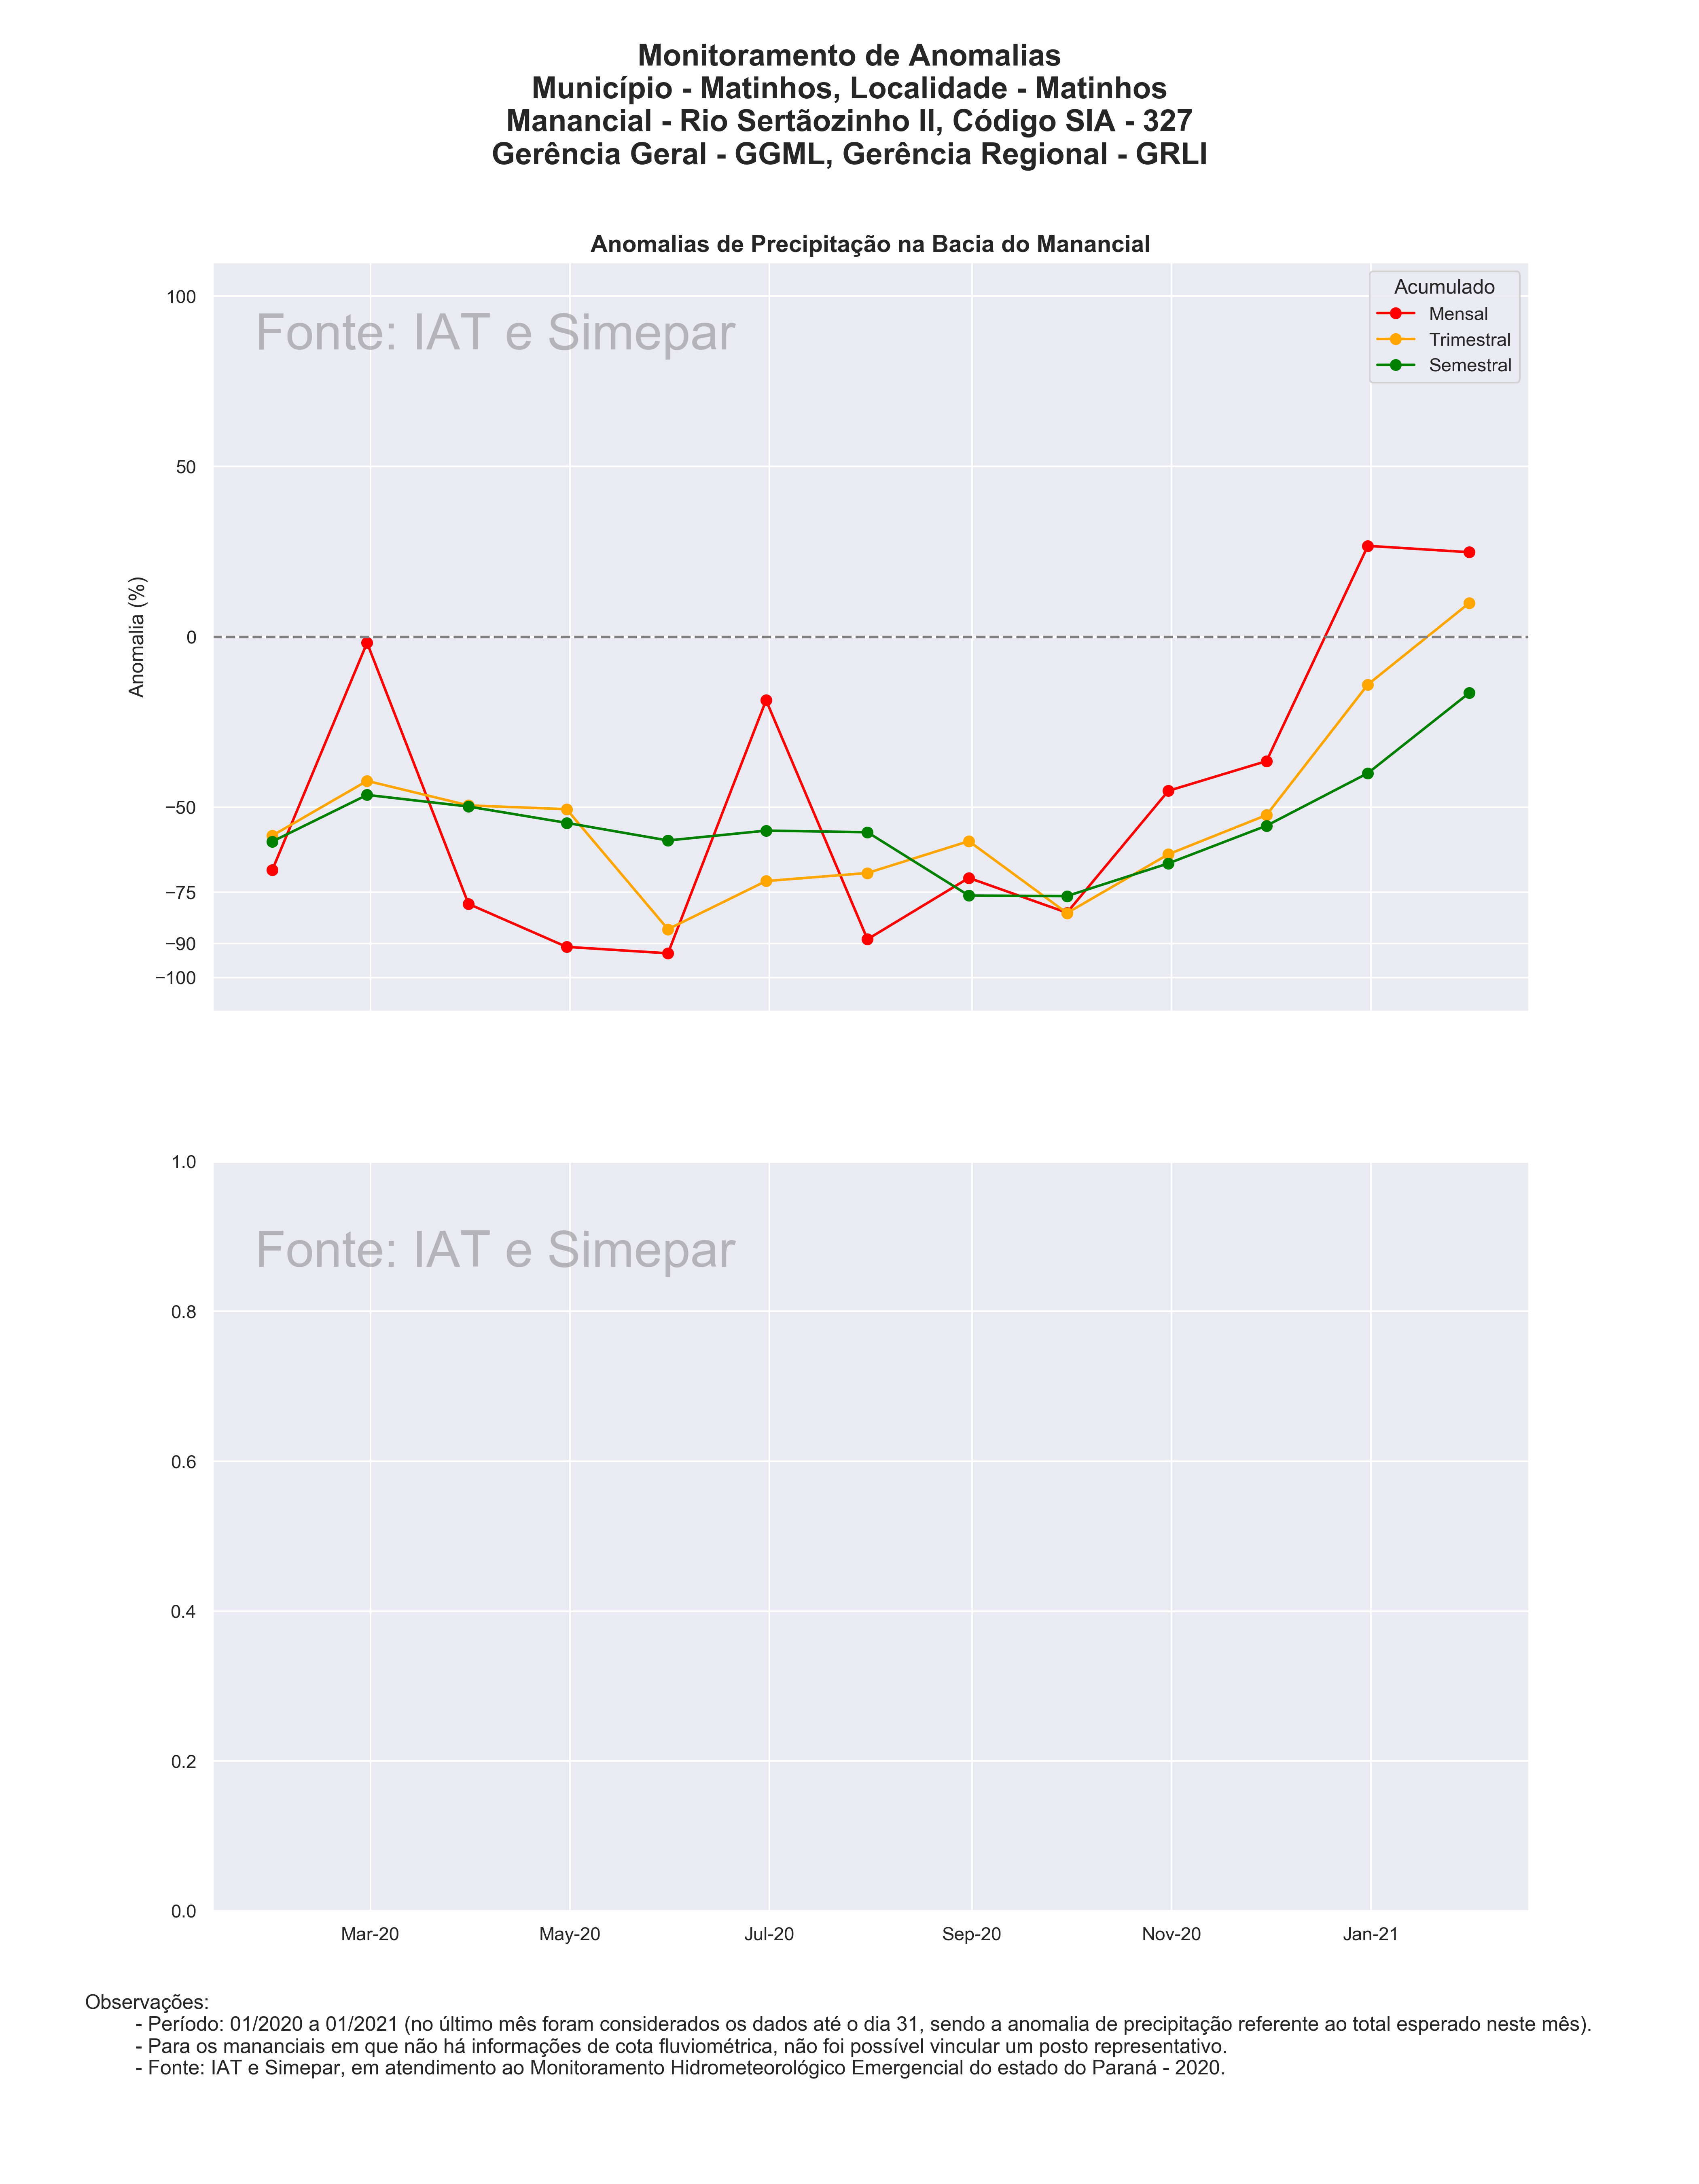 Monitoramento de Anomalias
Município - Matinhos, Localidade - Matinhos
Manancial - Rio Sertãozinho II, Código SIA - 327
Gerência Geral - GGML, Gerência Regional - GRLI
Anomalias de Precipitação na Bacia do Manancial
Fonte: IAT e Simepar
Acumulado
Mensal
Trimestral
Semestral
Anomalia (%)
100
50
0
−50
−75
−90
−100
Fonte: IAT e Simepar
1.0
0.8
0.6
0.4
0.2
0.0
Mar-20 May-20 Jul-20 Sep-20 Nov-20 Jan-21
Observações:
- Período: 01/2020 a 01/2021 (no último mês foram considerados os dados até o dia 31, sendo a anomalia de precipitação referente ao total esperado neste mês).
- Para os mananciais em que não há informações de cota fluviométrica, não foi possível vincular um posto representativo.
- Fonte: IAT e Simepar, em atendimento ao Monitoramento Hidrometeorológico Emergencial do estado do Paraná - 2020.